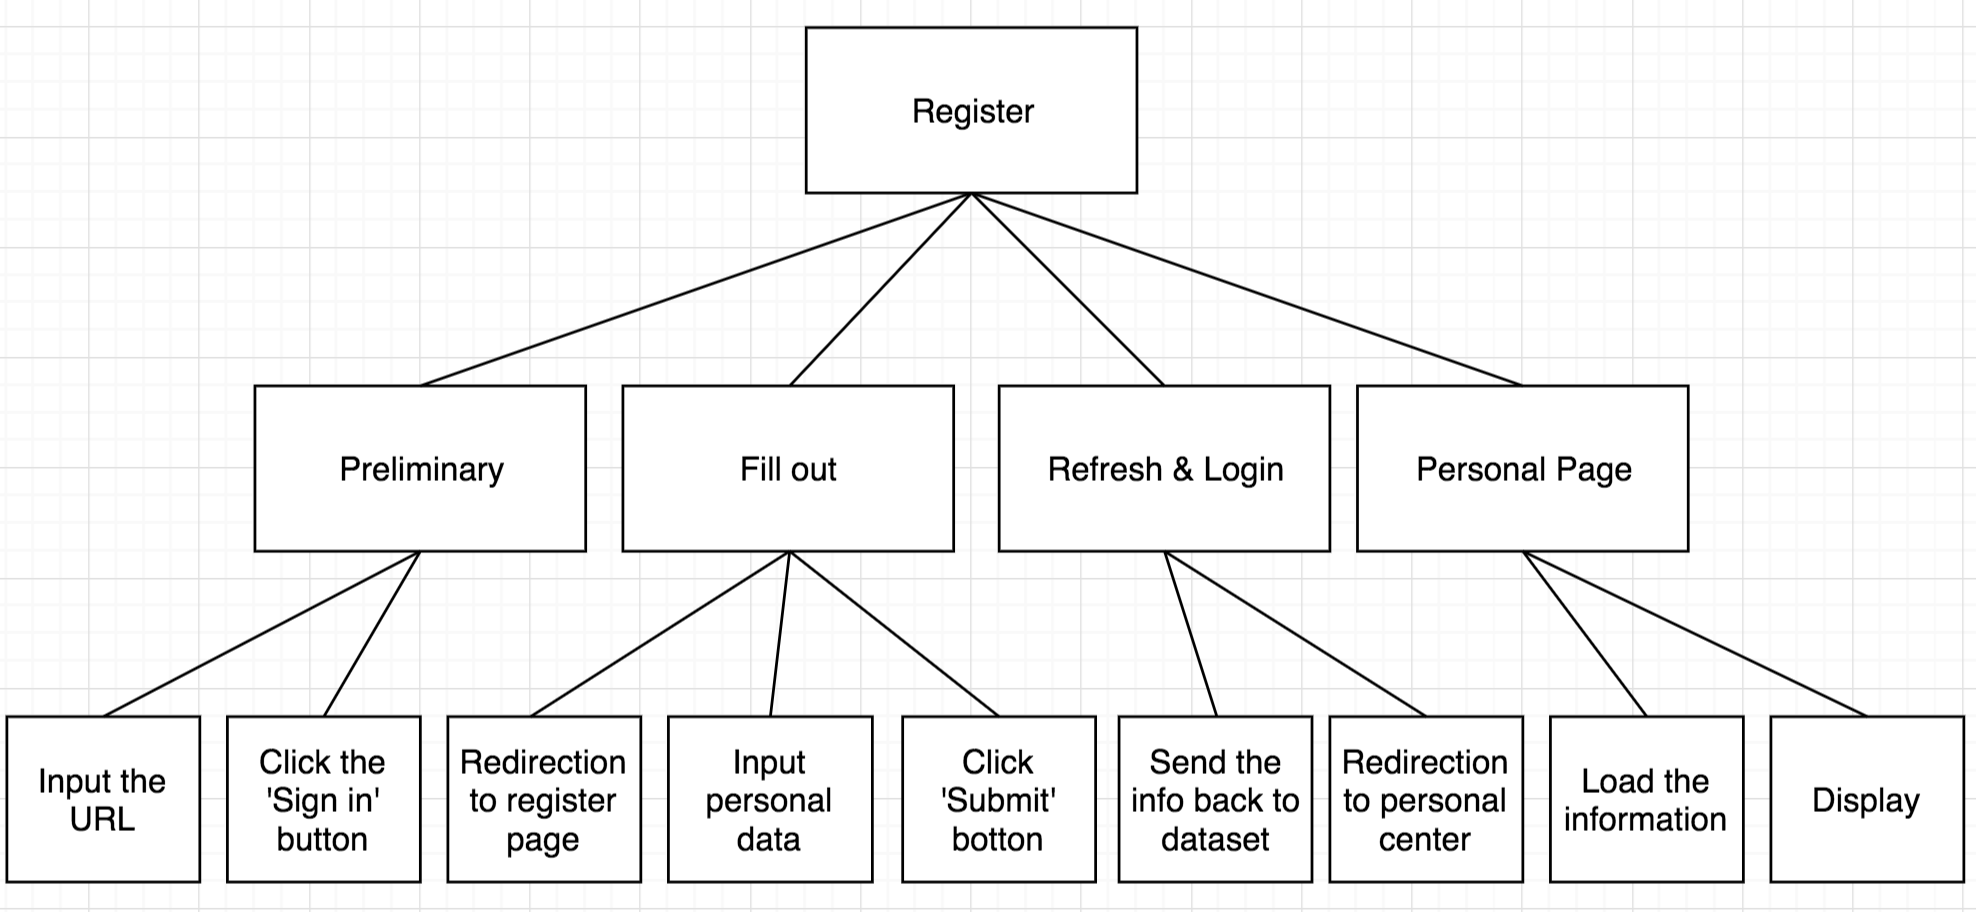 Register
Preliminary
Fill out
Refresh & Login
Personal Page
Input the
URL
Click the
'Sign in'
button
Redirection
to register
page
Input
personal
data
Click
'Submit'
botton
Send the
info back to
dataset
Redirection
to personal
center
Load the
information
Display